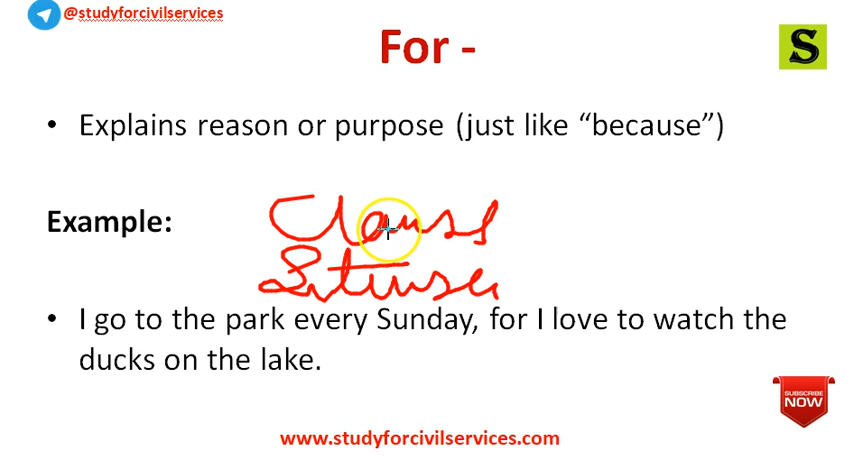 @studyforcivilservices
For -
S
• Explains reason or purpose (just like “because”)
Clause
Example:
• I go to the park every Sunday, for I love to watch the
ducks on the lake.
SUBSCRIBE
NOW
www.studyforcivilservices.com